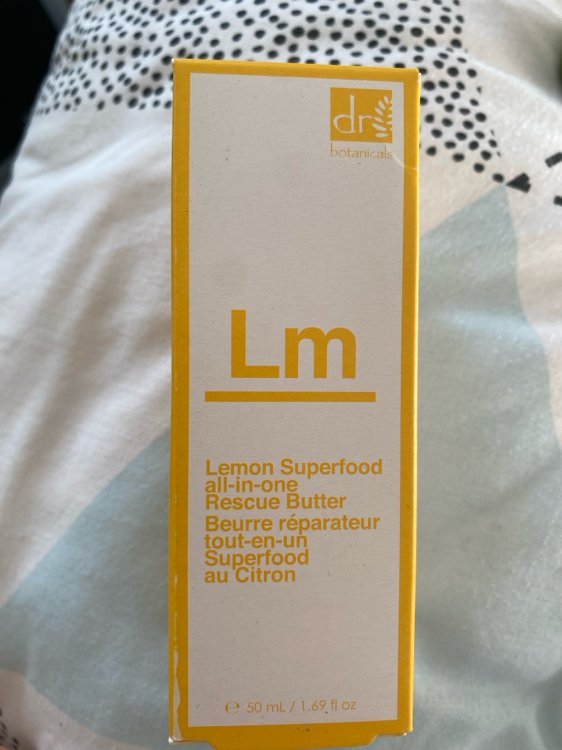 dr
botanicals
Lm
Lemon Superfood
all-in-one
Rescue Butter
Beurre réparateur
tout-en-un
Superfood
au Citron
℮ 50 mL / 1.69 fl oz